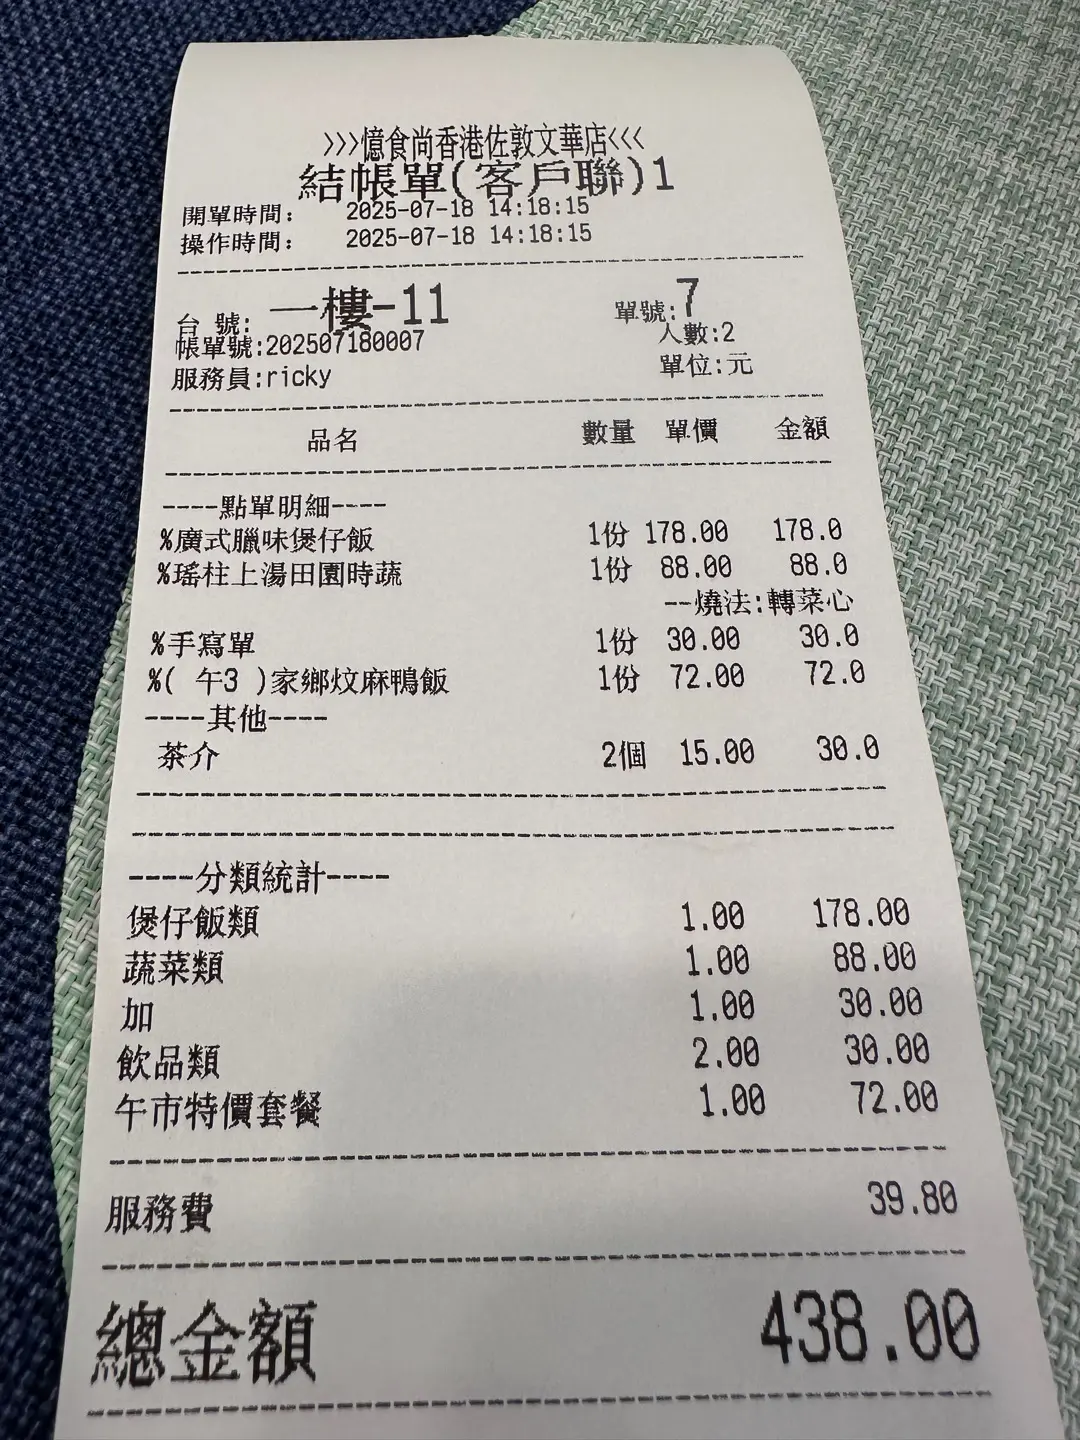 >>>憶食尚香港佐敦文華店<<<
結帳單(客戶聯)1
開單時間: 2025-07-18 14:18:15
操作時間: 2025-07-18 14:18:15
台 號: 一樓-11 單號:7
人數:2
帳單號:202507180007
服務員:ricky 單位:元
品名 數量 單價 金額
----點單明細----
%廣式臘味煲仔飯 1份 178.00 178.0
%瑤柱上湯田園時蔬 1份 88.00 88.0
--燒法:轉菜心
%手寫單 1份 30.00 30.0
%( 午3 )家鄉炆麻鴨飯 1份 72.00 72.0
----其他----
茶介 2個 15.00 30.0
----分類統計----
煲仔飯類 1.00 178.00
蔬菜類 1.00 88.00
加 1.00 30.00
飲品類 2.00 30.00
午市特價套餐 1.00 72.00
服務費 39.80
總金額 438.00